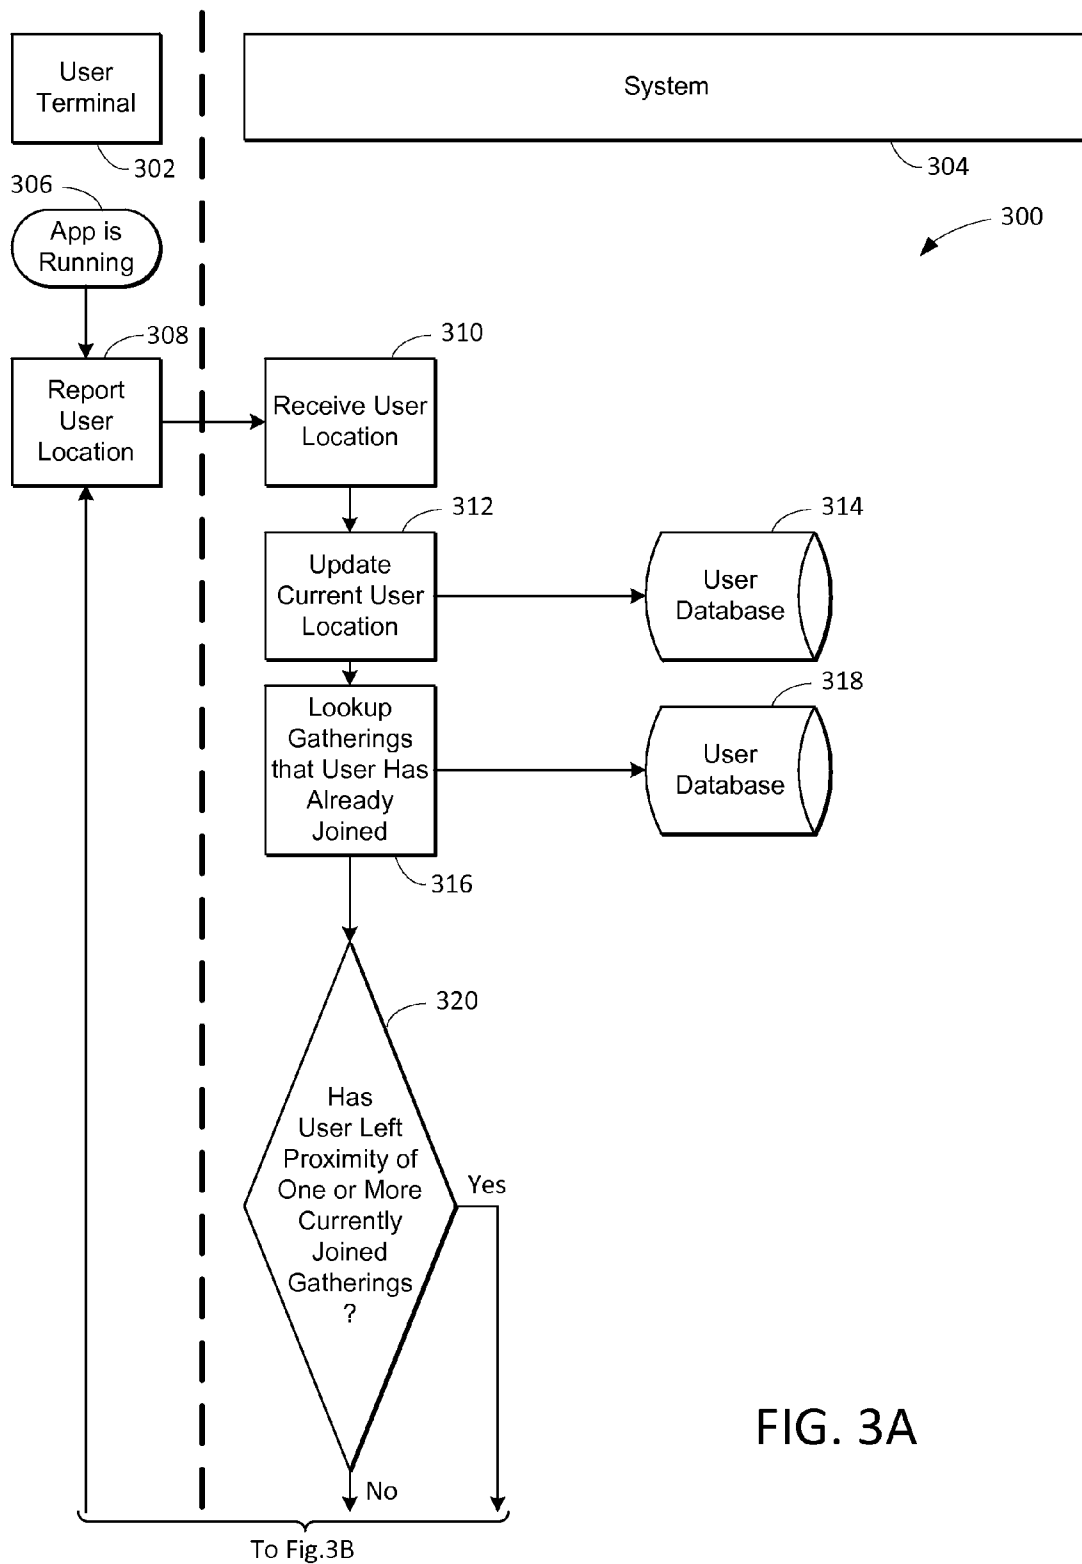 User
Terminal
System
302
304
306
300
App is
Running
308
310
Report
User
Location
Receive User
Location
312
314
Update
Current User
Location
User
Database
318
Lookup
Gatherings
that User Has
Already
Joined
User
Database
316
320
Has
User Left
Proximity of
One or More
Currently
Joined
Gatherings
?
Yes
No
FIG. 3A
To Fig.3B